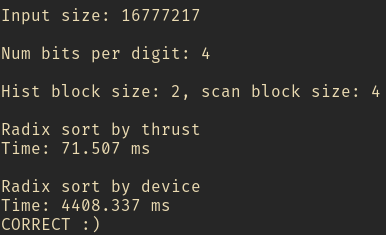 Input size: 16777217
Num bits per digit: 4
Hist block size: 2, scan block size: 4
Radix sort by thrust
Time: 71.507 ms
Radix sort by device
Time: 4408.337 ms
CORRECT :)